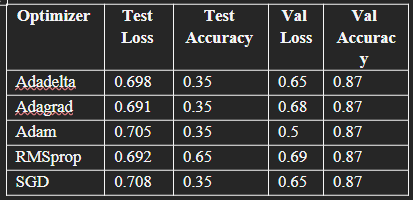 Optimizer Test Loss Test Accuracy Val Loss Val Accuracy
Adadelta 0.698 0.35 0.65 0.87
Adagrad 0.691 0.35 0.68 0.87
Adam 0.705 0.35 0.5 0.87
RMSprop 0.692 0.65 0.69 0.87
SGD 0.708 0.35 0.65 0.87